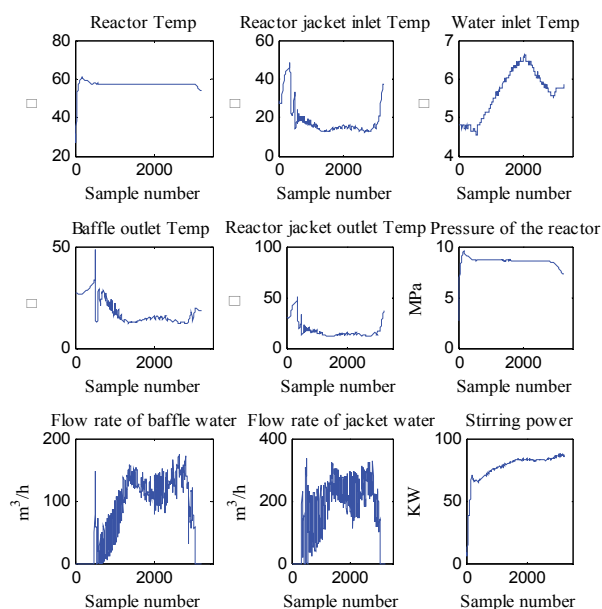 Reactor Temp
80
60
40
20
0
2000
□
Sample number
Reactor jacket inlet Temp
60
40
20
0
0
2000
□
Sample number
Water inlet Temp
7
6
5
4
0
2000
□
Sample number
Baffle outlet Temp
50
0
0
2000
□
Sample number
Reactor jacket outlet Temp
100
50
0
0
2000
□
Sample number
Pressure of the reactor
10
5
0
0
2000
MPa
Sample number
Flow rate of baffle water
200
100
0
0
2000
m³/h
Sample number
Flow rate of jacket water
400
200
0
0
2000
m³/h
Sample number
Stirring power
100
50
0
0
2000
KW
Sample number